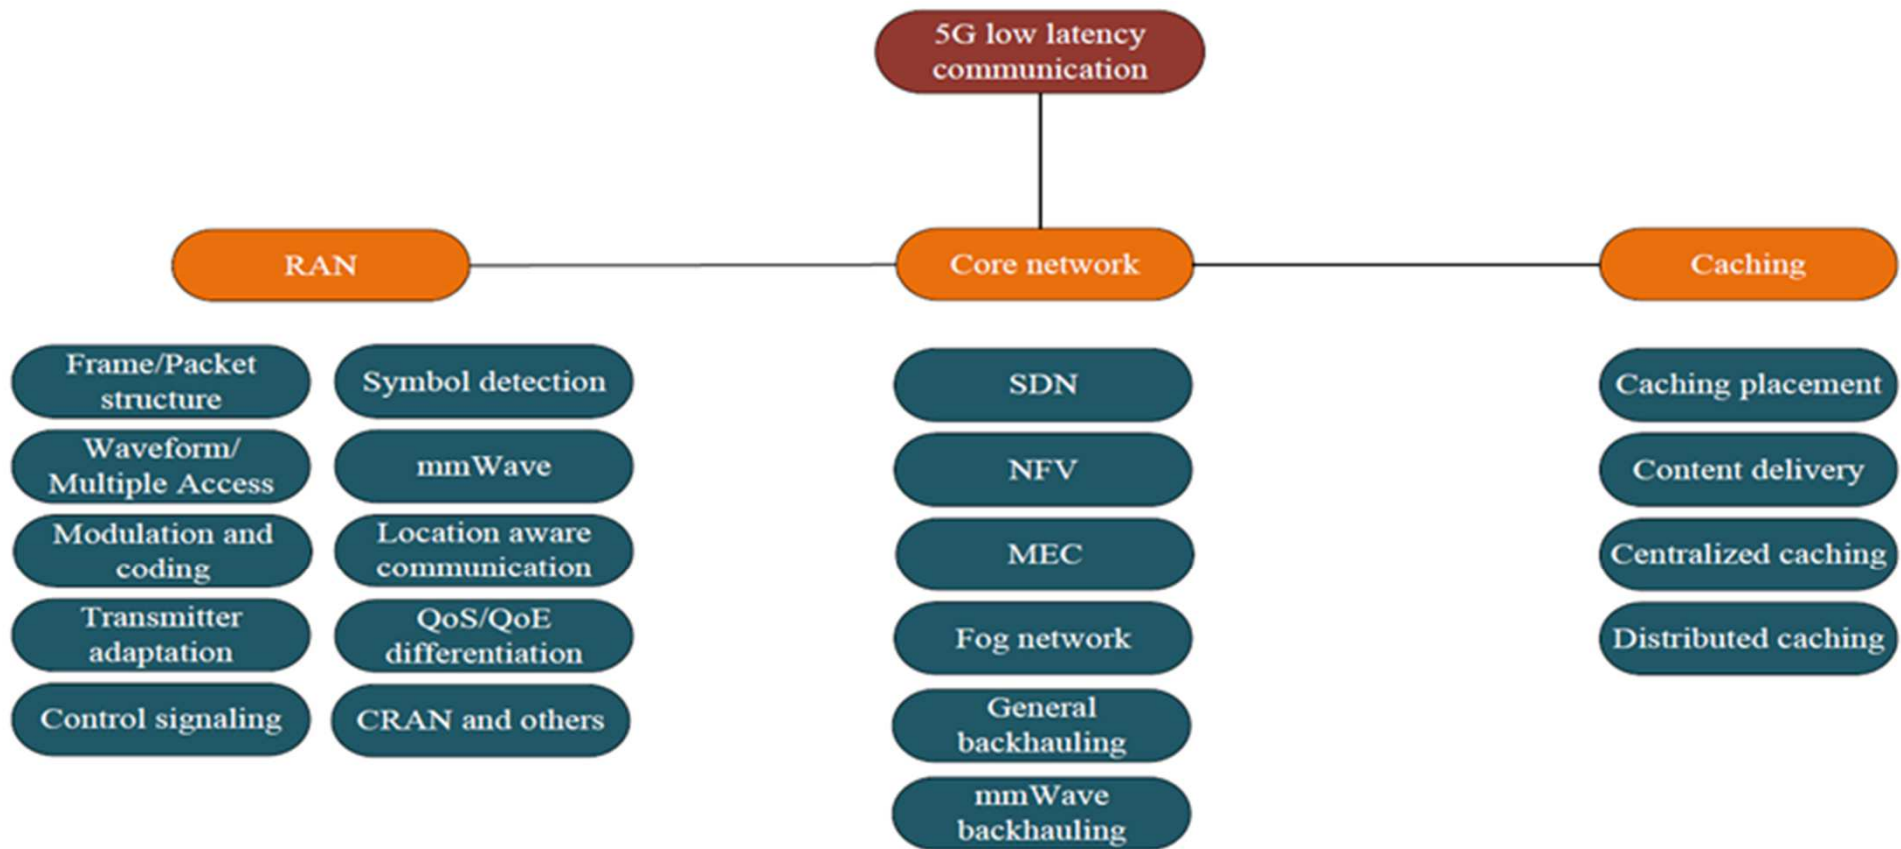 5G low latency
communication
RAN
Core network
Caching
Frame/Packet
structure
Waveform/
Multiple Access
Modulation and
coding
Transmitter
adaptation
Control signaling
Symbol detection
mmWave
Location aware
communication
QoS/QoE
differentiation
CRAN and others
SDN
NFV
MEC
Fog network
General
backhauling
mmWave
backhauling
Caching placement
Content delivery
Centralized caching
Distributed caching